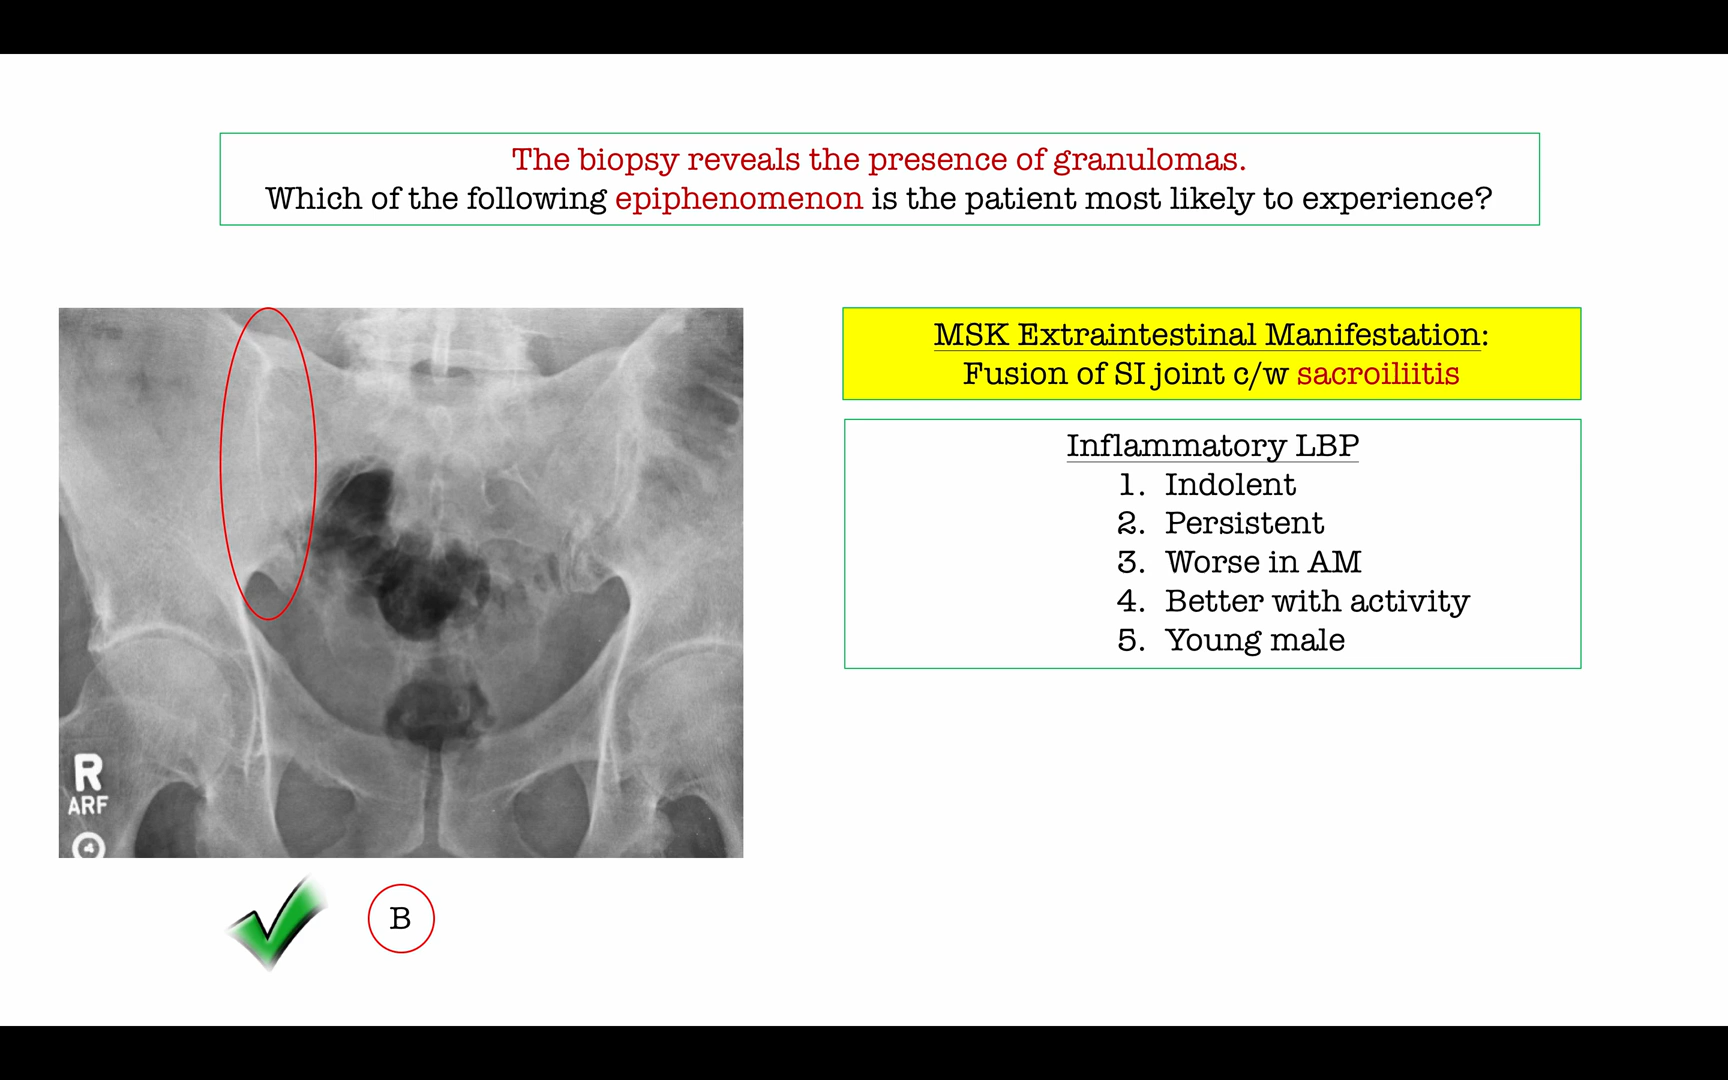 The biopsy reveals the presence of granulomas.
Which of the following epiphenomenon is the patient most likely to experience?
MSK Extraintestinal Manifestation:
Fusion of SI joint c/w sacroiliitis
Inflammatory LBP
1. Indolent
2. Persistent
3. Worse in AM
4. Better with activity
5. Young male
R
ARF
4
B